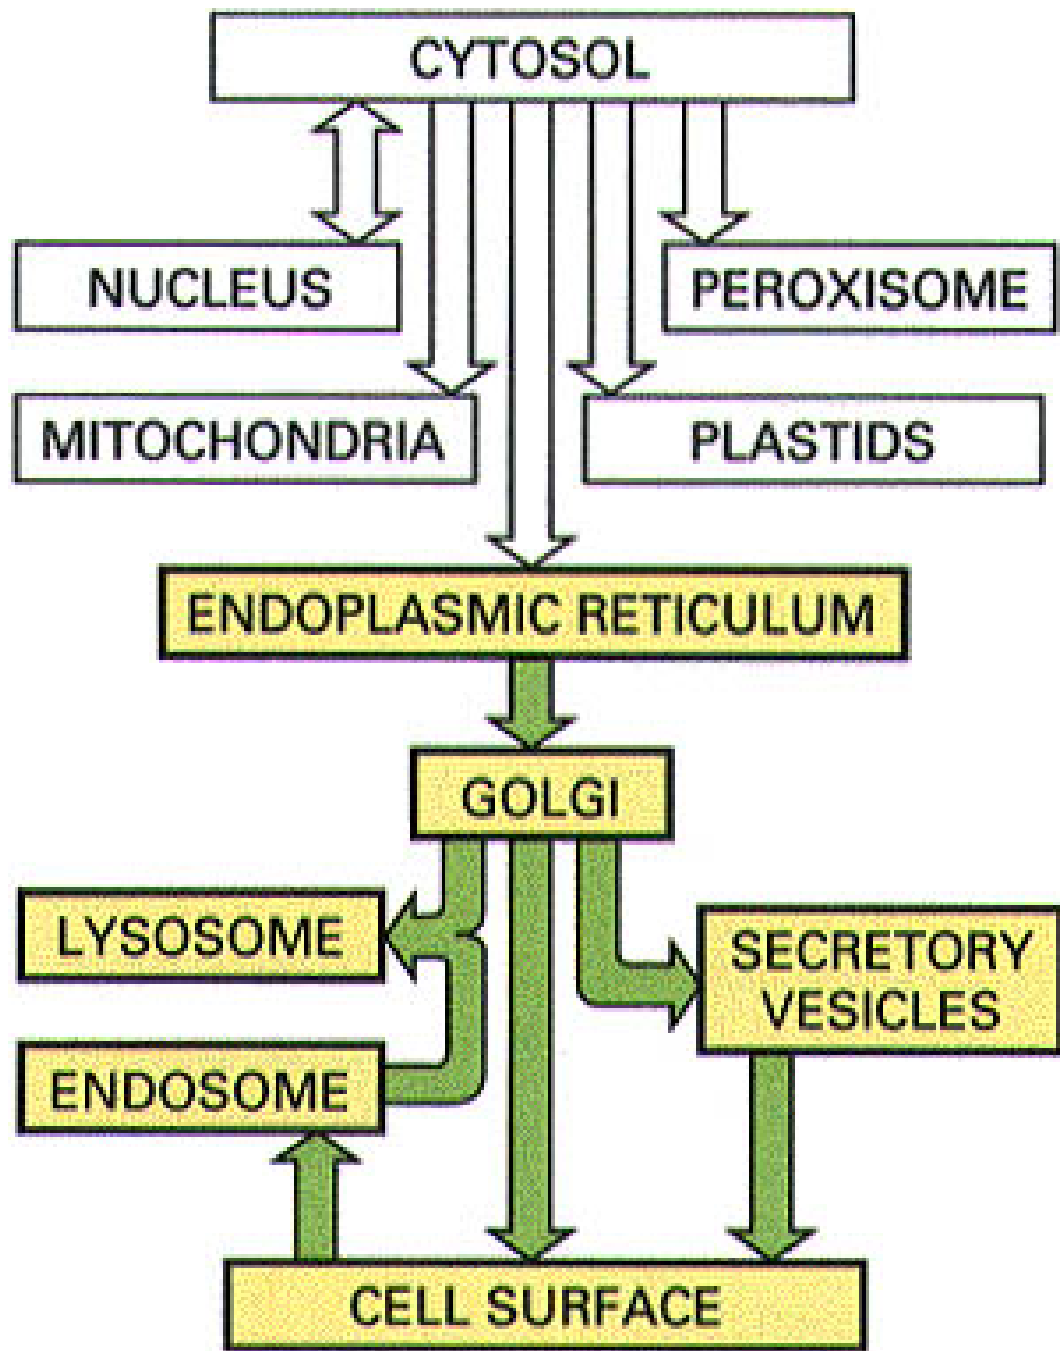 CYTOSOL
NUCLEUS
PEROXISOME
MITOCHONDRIA
PLASTIDS
ENDOPLASMIC RETICULUM
GOLGI
LYSOSOME
SECRETORY
VESICLES
ENDOSOME
CELL SURFACE